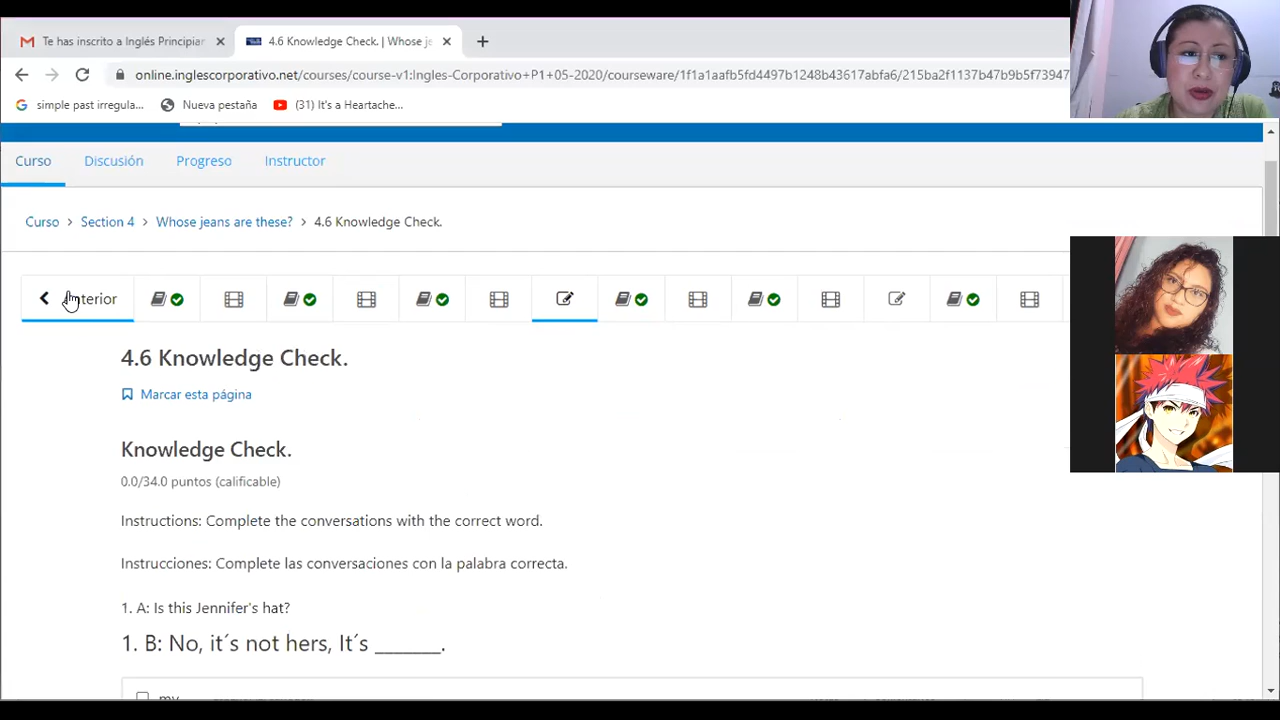 Te has inscrito a Inglés Principiar
4.6 Knowledge Check. | Whose je
online.inglescorporativo.net/courses/course-v1:Ingles-Corporativo+P1+05-2020/courseware/1f1a1aafb5fd4497b1248b43617abfa6/215ba2f1137b47b9b5f73947
simple past irregula... Nueva pestaña (31) It's a Heartache...
Curso Discusión Progreso Instructor
Curso > Section 4 > Whose jeans are these? > 4.6 Knowledge Check.
Anterior
4.6 Knowledge Check.
Marcar esta página
Knowledge Check.
0.0/34.0 puntos (calificable)
Instructions: Complete the conversations with the correct word.
Instrucciones: Complete las conversaciones con la palabra correcta.
1. A: Is this Jennifer's hat?
1. B: No, it´s not hers, It´s _______.
my